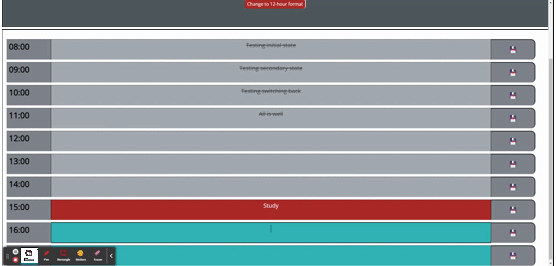 Change to 12-hour format
08:00 Testing initial state
09:00 Testing secondary state
10:00 Testing switching back
11:00 All is well
12:00
13:00
14:00
15:00 Study
16:00
Pen Rectangle Eraser